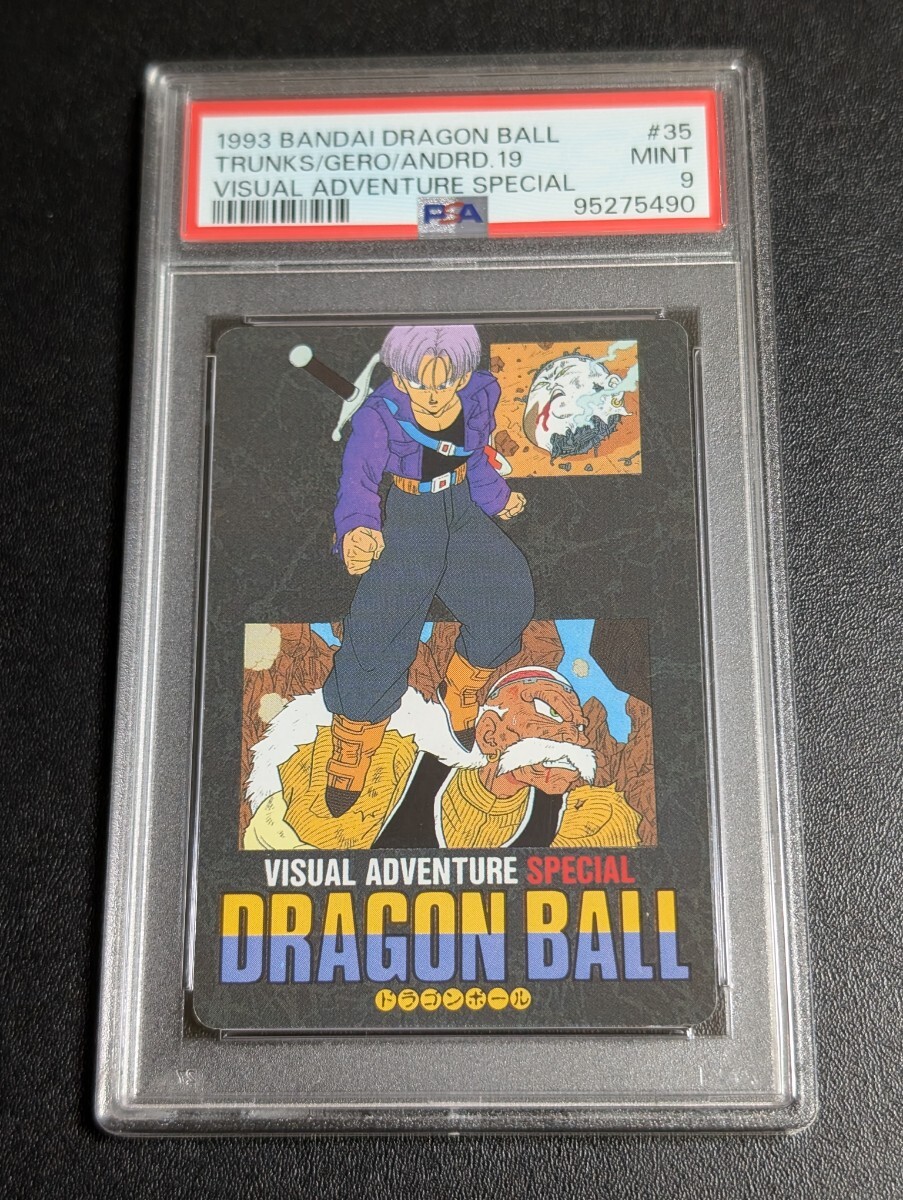 1993 BANDAI DRAGON BALL #35
TRUNKS/GERO/ANDRD.19 MINT
VISUAL ADVENTURE SPECIAL 9
PSA 95275490
VISUAL ADVENTURE SPECIAL
DRAGON BALL
ドラゴンボール